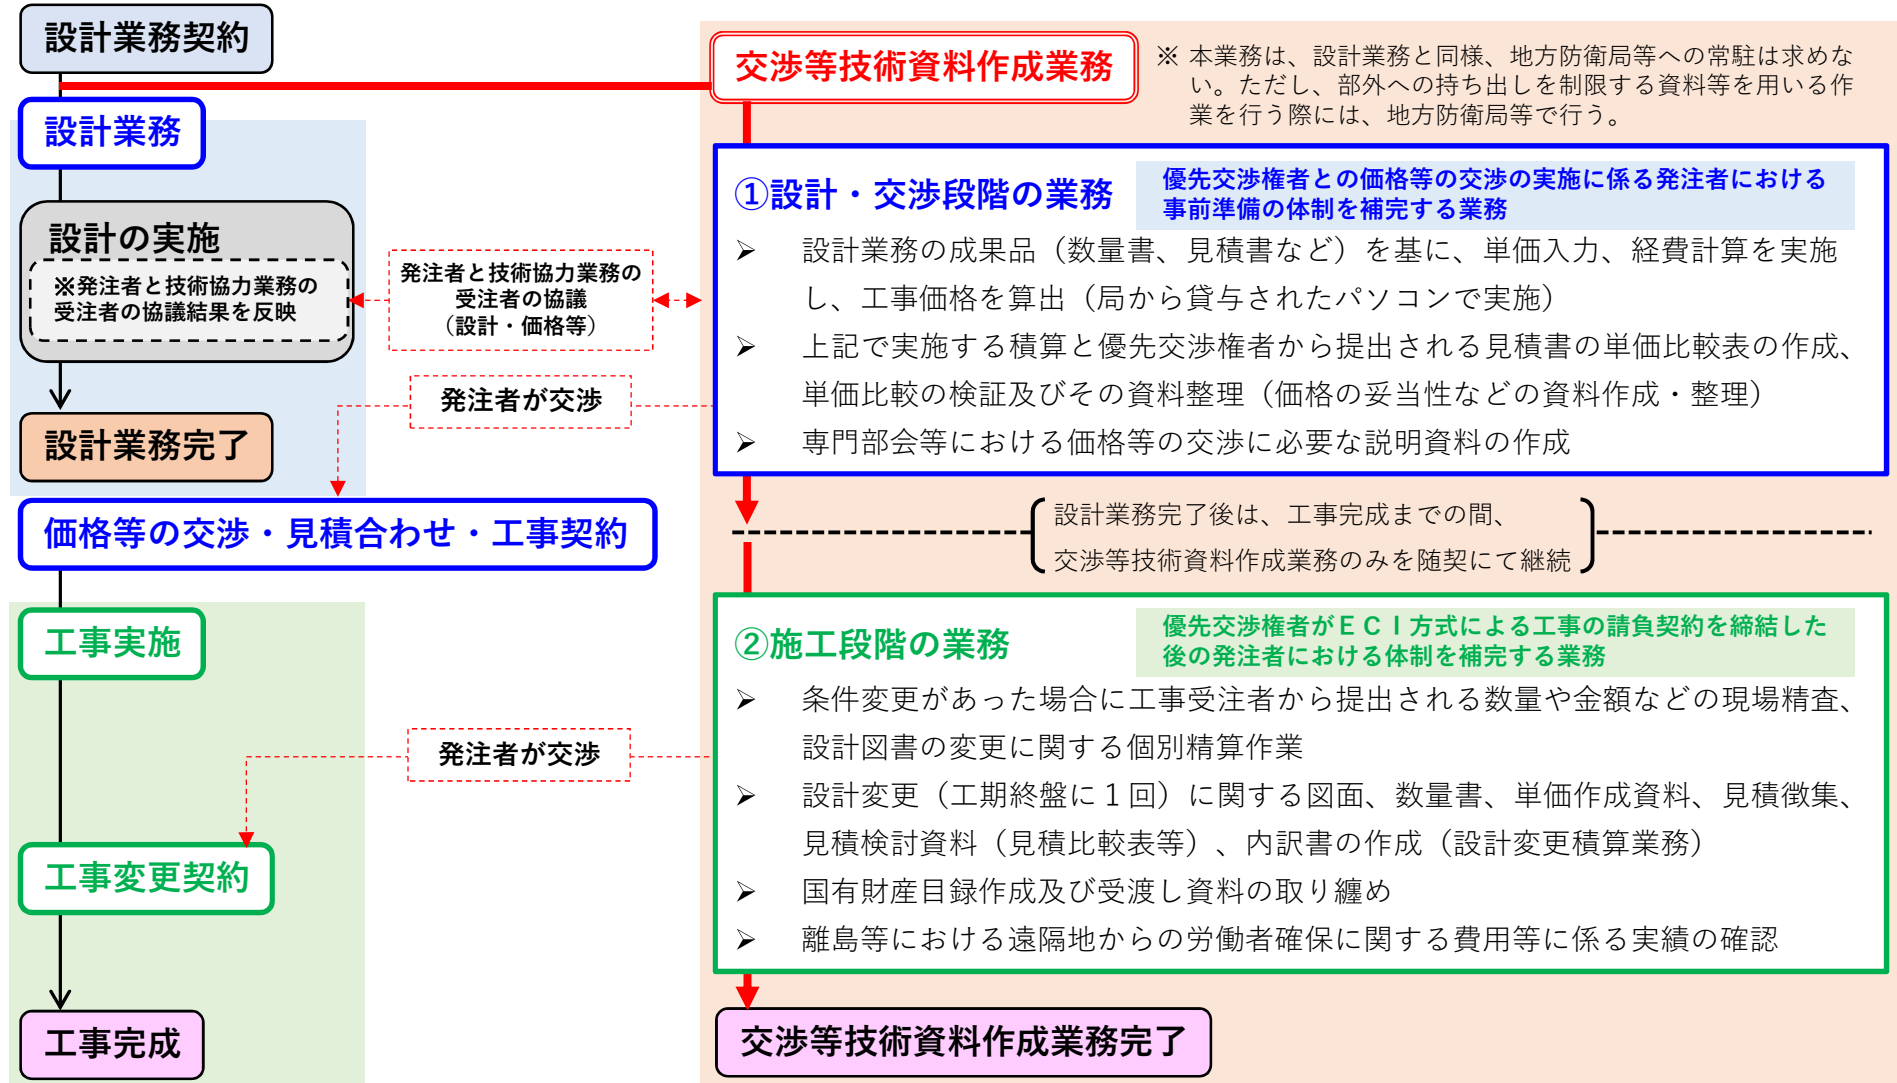 設計業務契約
設計業務
設計の実施
※発注者と技術協力業務の
受注者の協議結果を反映
設計業務完了
価格等の交渉・見積合わせ・工事契約
工事実施
工事変更契約
工事完成
発注者と技術協力業務の
受注者の協議
（設計・価格等）
発注者が交渉
発注者が交渉
交渉等技術資料作成業務
※ 本業務は、設計業務と同様、地方防衛局等への常駐は求めな
い。ただし、部外への持ち出しを制限する資料等を用いる作
業を行う際には、地方防衛局等で行う。
①設計・交渉段階の業務
優先交渉権者との価格等の交渉の実施に係る発注者における
事前準備の体制を補完する業務
➢ 設計業務の成果品（数量書、見積書など）を基に、単価入力、経費計算を実施
し、工事価格を算出（局から貸与されたパソコンで実施）
➢ 上記で実施する積算と優先交渉権者から提出される見積書の単価比較表の作成、
単価比較の検証及びその資料整理（価格の妥当性などの資料作成・整理）
➢ 専門部会等における価格等の交渉に必要な説明資料の作成
設計業務完了後は、工事完成までの間、
交渉等技術資料作成業務のみを随契にて継続
②施工段階の業務
優先交渉権者がＥＣＩ方式による工事の請負契約を締結した
後の発注者における体制を補完する業務
➢ 条件変更があった場合に工事受注者から提出される数量や金額などの現場精査、
設計図書の変更に関する個別精算作業
➢ 設計変更（工期終盤に１回）に関する図面、数量書、単価作成資料、見積徴集、
見積検討資料（見積比較表等）、内訳書の作成（設計変更積算業務）
➢ 国有財産目録作成及び受渡し資料の取り纏め
➢ 離島等における遠隔地からの労働者確保に関する費用等に係る実績の確認
交渉等技術資料作成業務完了